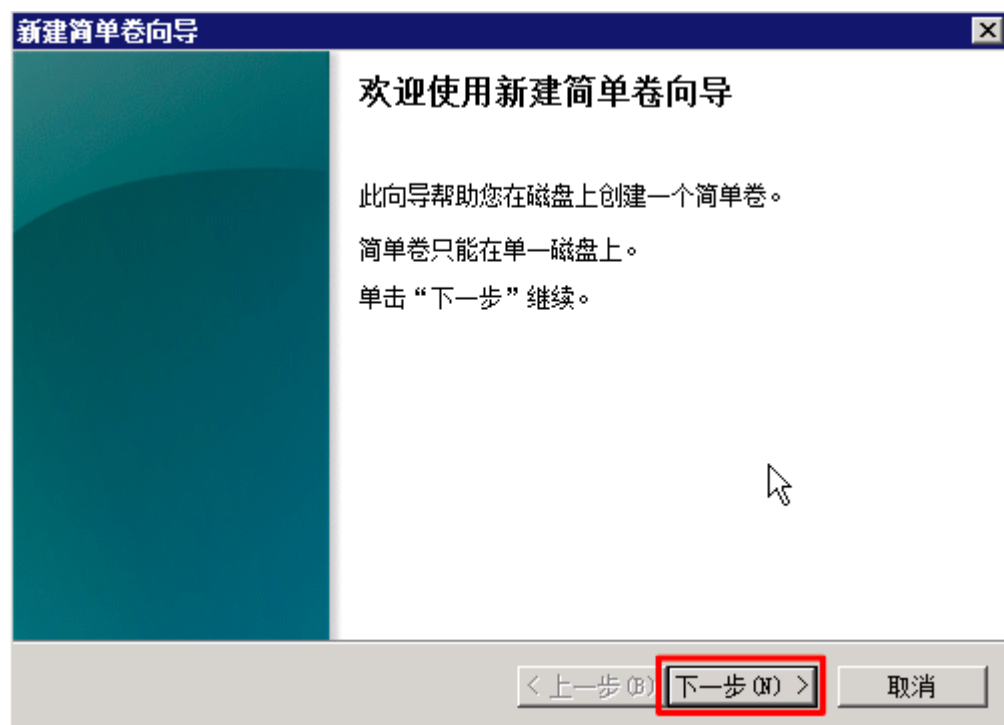 新建简单卷向导
欢迎使用新建简单卷向导
此向导帮助您在磁盘上创建一个简单卷。
简单卷只能在单一磁盘上。
单击“下一步”继续。
< 上一步(B) 下一步(N) > 取消